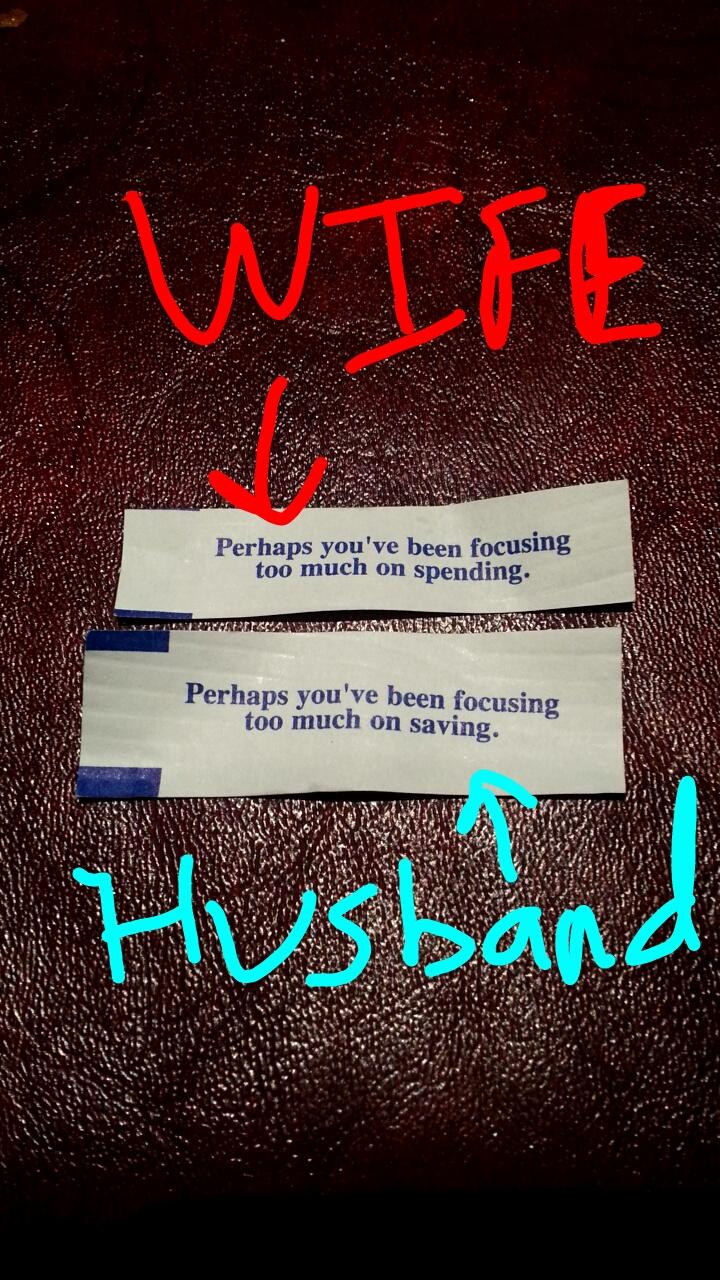 WIFE
Perhaps you've been focusing
too much on spending.
Perhaps you've been focusing
too much on saving.
Husband